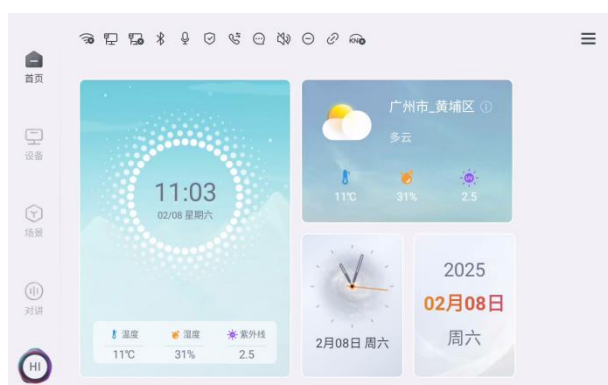 KNX
首页
设备
场景
对讲
HI
11:03
02/08 星期六
温度
湿度
紫外线
11℃
31%
2.5
广州市_黄埔区
多云
UV
11℃
31%
2.5
2月08日 周六
2025
02月08日
周六